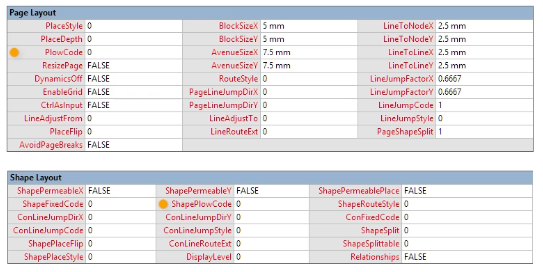 Page Layout
PlaceStyle 0 BlockSizeX 5 mm LineToNodeX 2.5 mm
PlaceDepth 0 BlockSizeY 5 mm LineToNodeY 2.5 mm
PlowCode 0 AvenueSizeX 7.5 mm LineToLineX 2.5 mm
ResizePage FALSE AvenueSizeY 7.5 mm LineToLineY 2.5 mm
DynamicsOff FALSE RouteStyle 0 LineJumpFactorX 0.6667
EnableGrid FALSE PageLineJumpDirX 0 LineJumpFactorY 0.6667
CtrlAsInput FALSE PageLineJumpDirY 0 LineJumpCode 1
LineAdjustFrom 0 LineAdjustTo 0 LineJumpStyle 0
PlaceFlip 0 LineRouteExt 0 PageShapeSplit 1
AvoidPageBreaks FALSE
Shape Layout
ShapePermeableX FALSE ShapePermeableY FALSE ShapePermeablePlace FALSE
ShapeFixedCode 0 ShapePlowCode 0 ShapeRouteStyle 0
ConLineJumpDirX 0 ConLineJumpDirY 0 ConFixedCode 0
ConLineJumpCode 0 ConLineJumpStyle 0 ShapeSplit 0
ShapePlaceFlip 0 ConLineRouteExt 0 ShapeSplittable 0
ShapePlaceStyle 0 DisplayLevel 0 Relationships FALSE